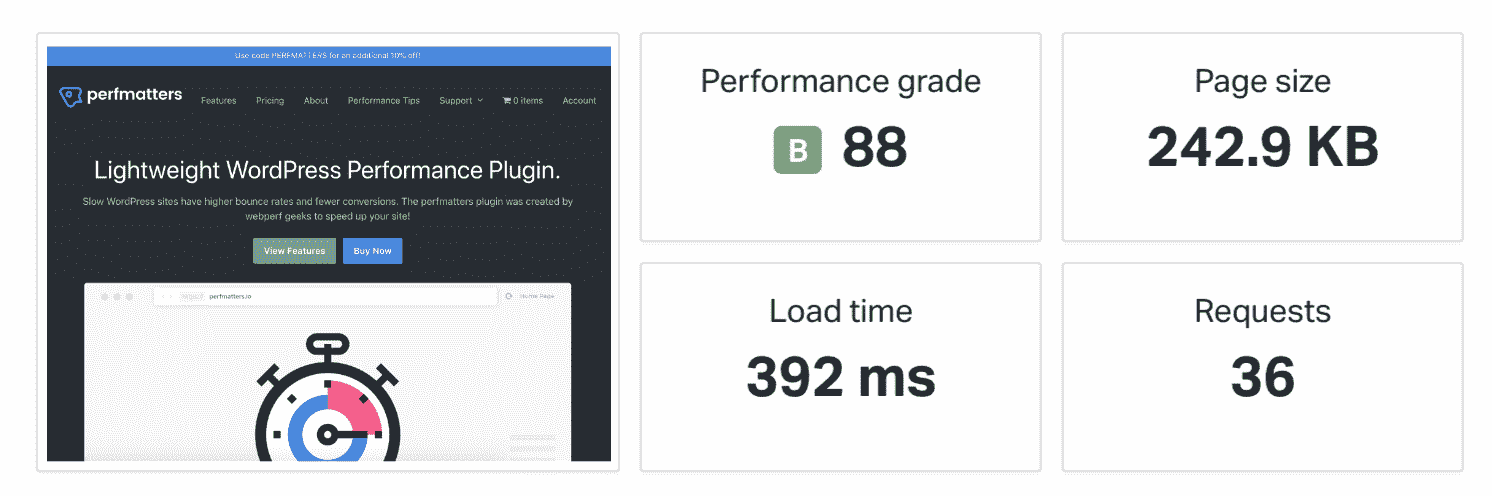 Use code PERFMATTERS for an additional 10% off!
perfmatters
Features Pricing About Performance Tips Support 0 items Account
Lightweight WordPress Performance Plugin.
Slow WordPress sites have higher bounce rates and fewer conversions. The perfmatters plugin was created by
webperf geeks to speed up your site!
View Features Buy Now
perfmatters.io Home Page
Performance grade
B 88
Page size
242.9 KB
Load time
392 ms
Requests
36